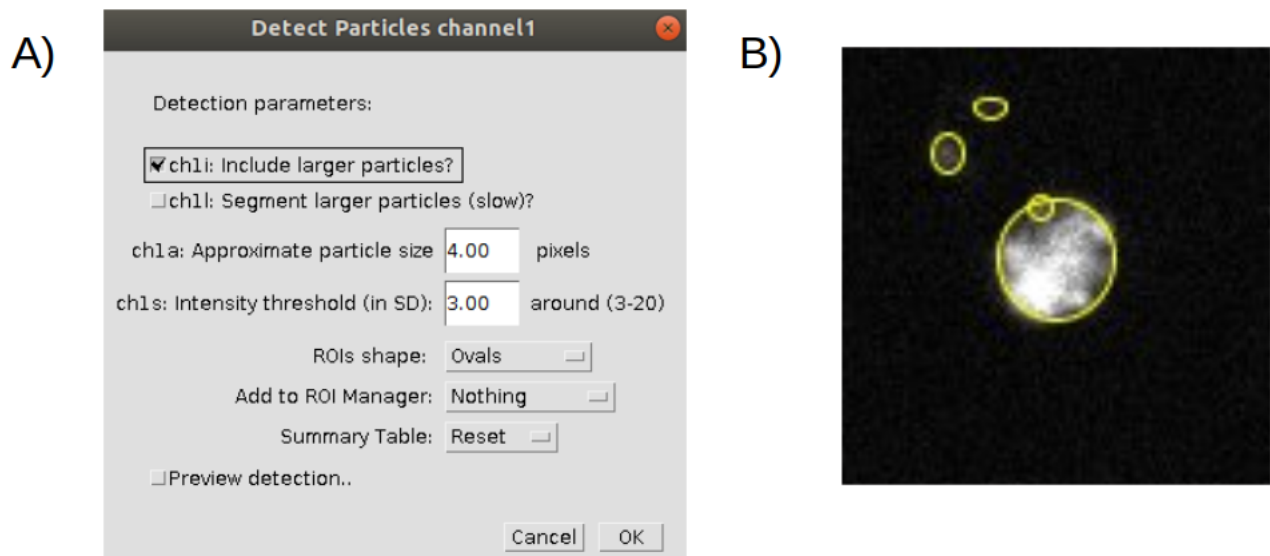 A)
Detect Particles channel1
Detection parameters:
ch1i: Include larger particles?
ch1l: Segment larger particles (slow)?
ch1a: Approximate particle size 4.00 pixels
ch1s: Intensity threshold (in SD): 3.00 around (3-20)
ROIs shape: Ovals
Add to ROI Manager: Nothing
Summary Table: Reset
Preview detection..
Cancel OK
B)